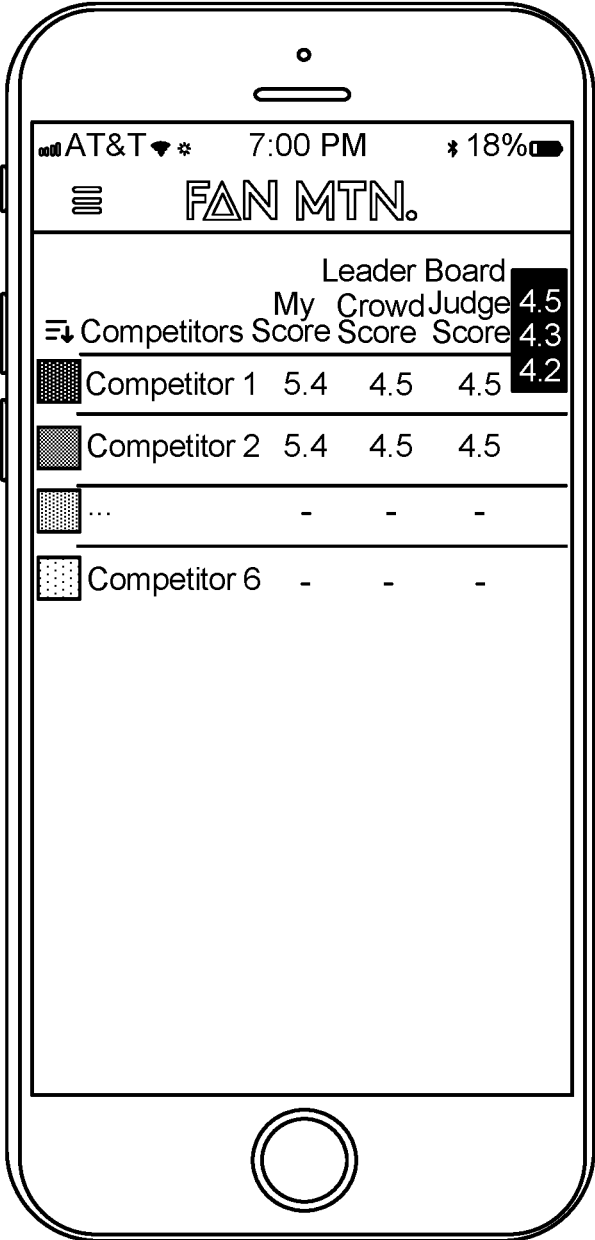 AT&T 7:00 PM 18%
FAN MTN.
Leader Board
My Crowd Judge 4.5
Competitors Score Score Score 4.3
4.2
Competitor 1 5.4 4.5 4.5
Competitor 2 5.4 4.5 4.5
... - - -
Competitor 6 - - -